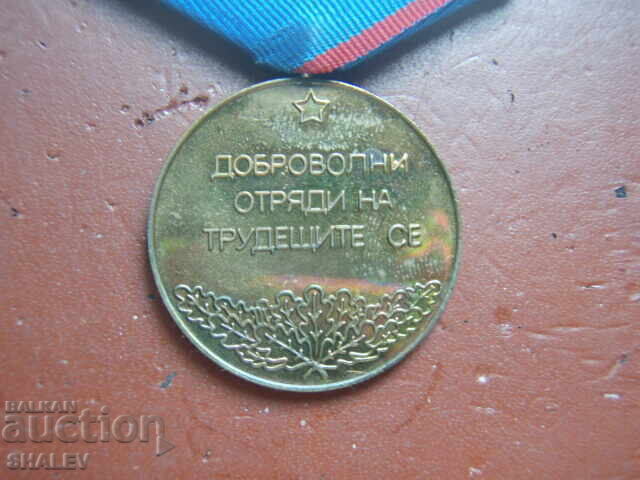 ДОБРОВОЛНИ
ОТРЯДИ НА
ТРУДЕЩИТЕ СЕ
BALKAN
auction
SHALEV